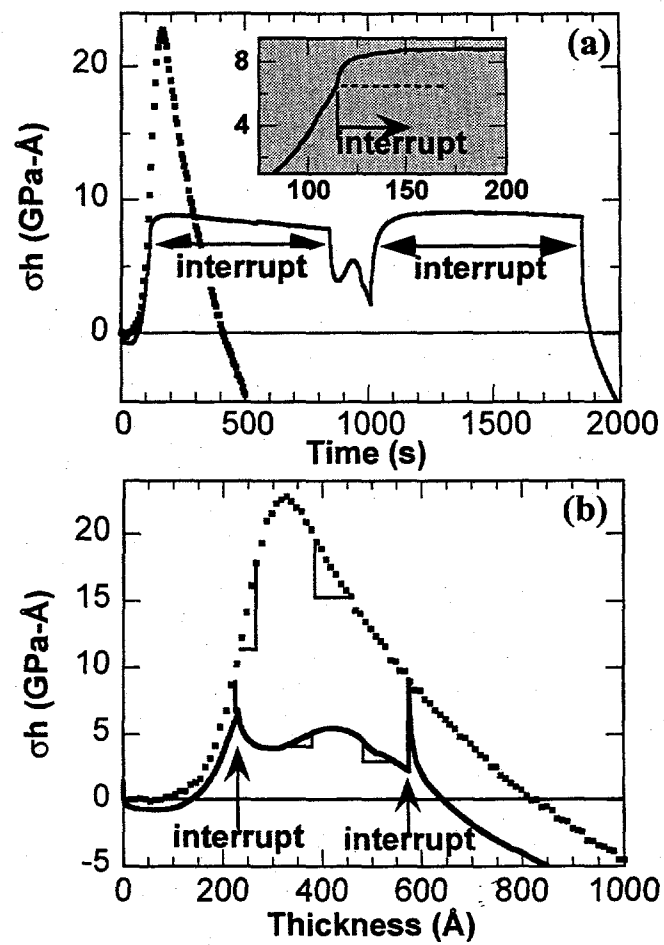 (a)
20
10
0
σh (GPa-Å)
8
4
interrupt
100 150 200
interrupt interrupt
0 500 1000 1500 2000
Time (s)
(b)
20
15
10
5
0
-5
σh (GPa-Å)
interrupt interrupt
0 200 400 600 800 1000
Thickness (Å)